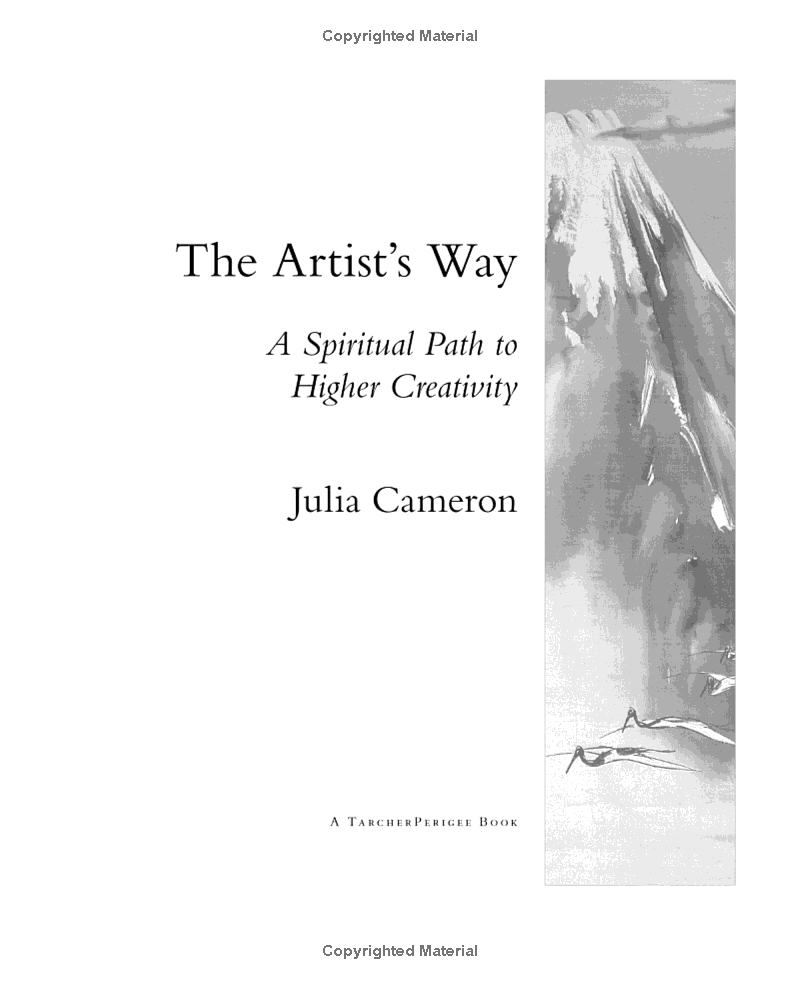 Copyrighted Material
The Artist’s Way
A Spiritual Path to
Higher Creativity
Julia Cameron
A TarcherPerigee Book
Copyrighted Material